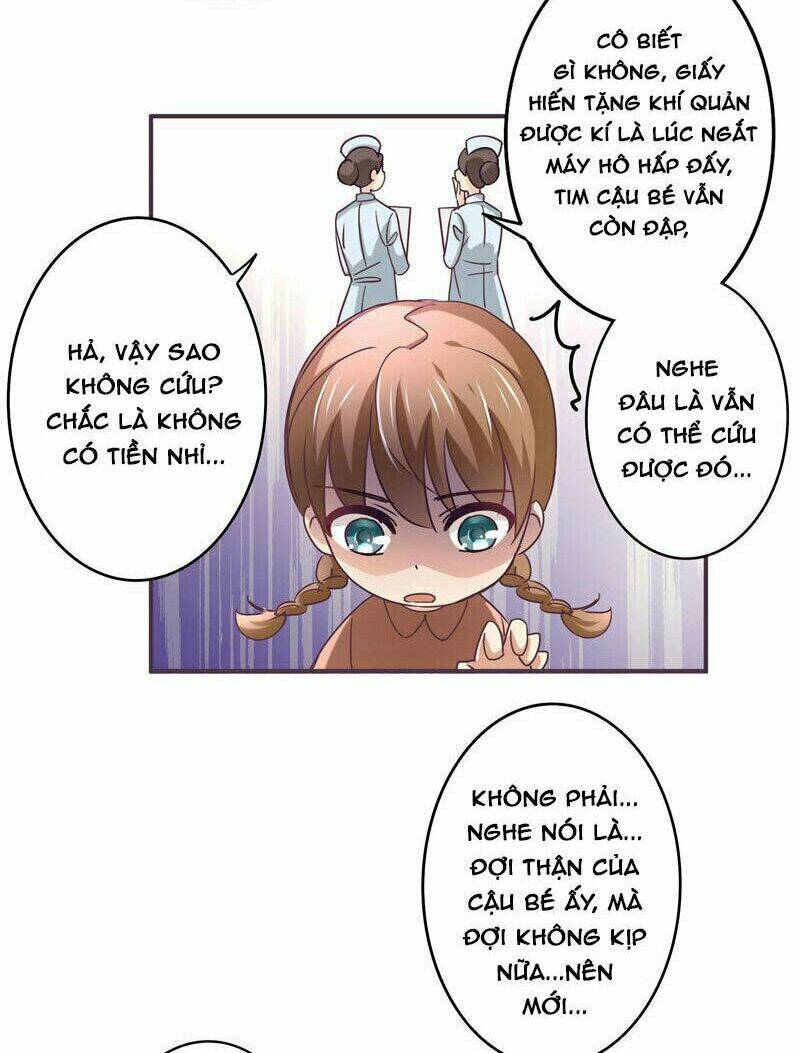 CÔ BIẾT
GÌ KHÔNG, GIẤY
HIẾN TẶNG KHÍ QUẢN
ĐƯỢC KÍ LÀ LÚC NGẮT
MÁY HÔ HẤP ĐẤY,
TIM CẬU BÉ VẪN
CÒN ĐẬP,
NGHE
ĐÂU LÀ VẪN
CÓ THỂ CỨU
ĐƯỢC ĐÓ...
HẢ, VẬY SAO
KHÔNG CỨU?
CHẮC LÀ KHÔNG
CÓ TIỀN NHỈ...
KHÔNG PHẢI...
NGHE NÓI LÀ...
ĐỢI THẬN CỦA
CẬU BÉ ẤY, MÀ
ĐỢI KHÔNG KỊP
NỮA...NÊN
MỚI...